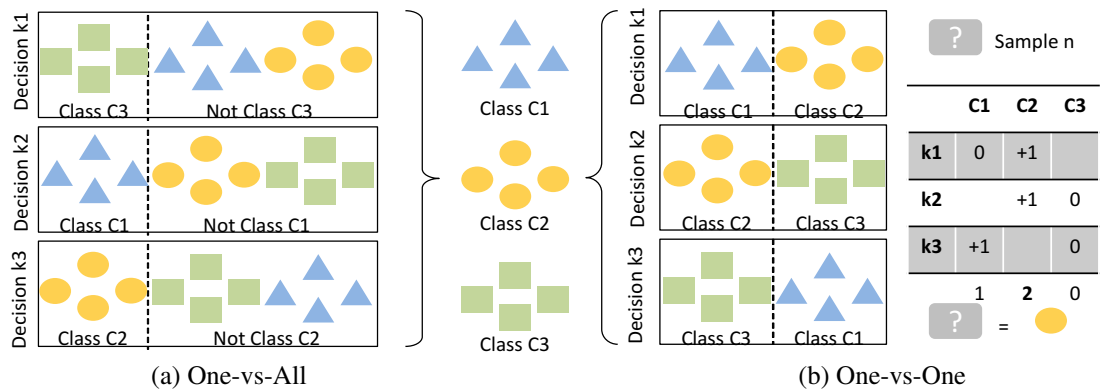 Decision k1
Class C3
Not Class C3
Decision k2
Class C1
Not Class C1
Decision k3
Class C2
Not Class C2
(a) One-vs-All
Class C1
Class C2
Class C3
Decision k1
Class C1
Class C2
Decision k2
Class C2
Class C3
Decision k3
Class C3
Class C1
(b) One-vs-One
? Sample n
C1 C2 C3
k1 0 +1
k2 +1 0
k3 +1 0
1 2 0
? =